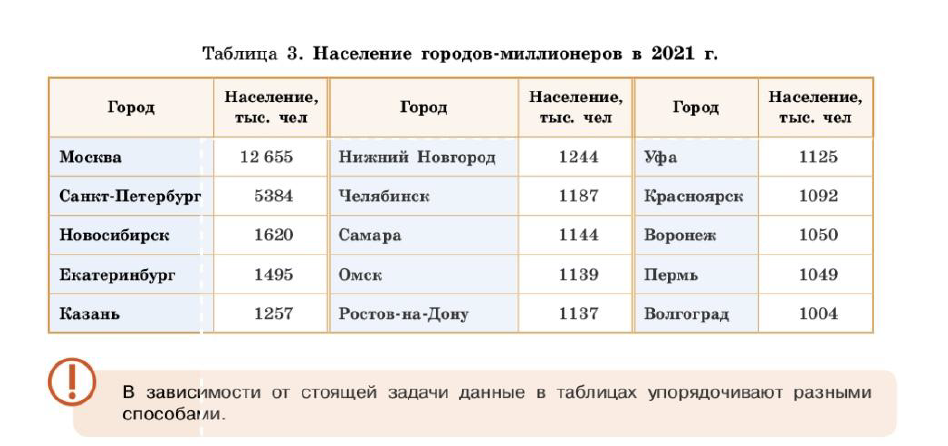 Таблица 3. Население городов-миллионеров в 2021 г.
Город Население, тыс. чел Город Население, тыс. чел Город Население, тыс. чел
Москва 12 655 Нижний Новгород 1244 Уфа 1125
Санкт-Петербург 5384 Челябинск 1187 Красноярск 1092
Новосибирск 1620 Самара 1144 Воронеж 1050
Екатеринбург 1495 Омск 1139 Пермь 1049
Казань 1257 Ростов-на-Дону 1137 Волгоград 1004
! В зависимости от стоящей задачи данные в таблицах упорядочивают разными
способами.